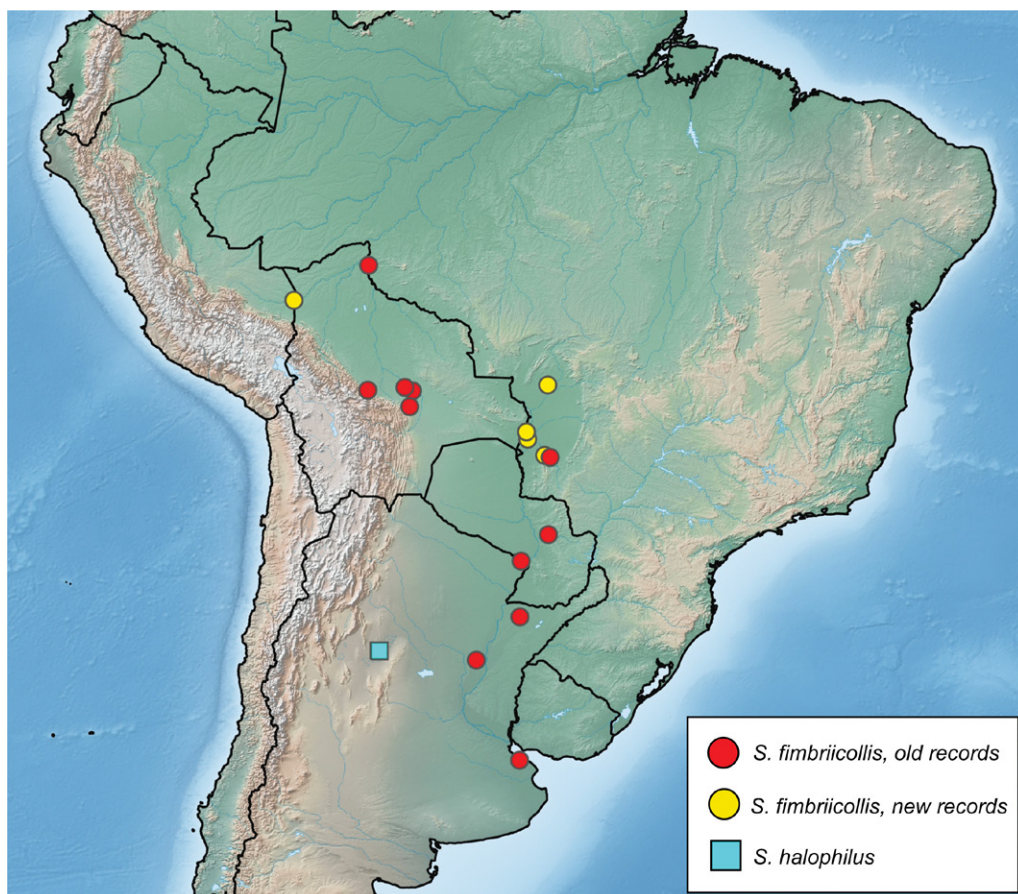 S. fimbriicollis, old records
S. fimbriicollis, new records
S. halophilus